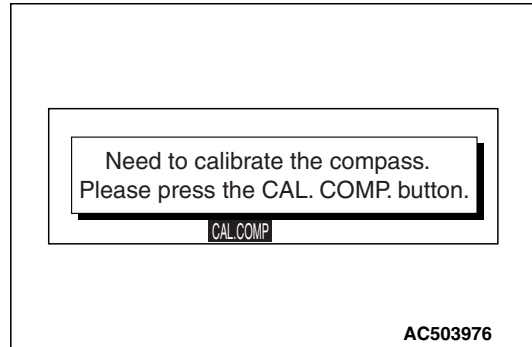 Need to calibrate the compass.
Please press the CAL. COMP. button.
CAL.COMP
AC503976